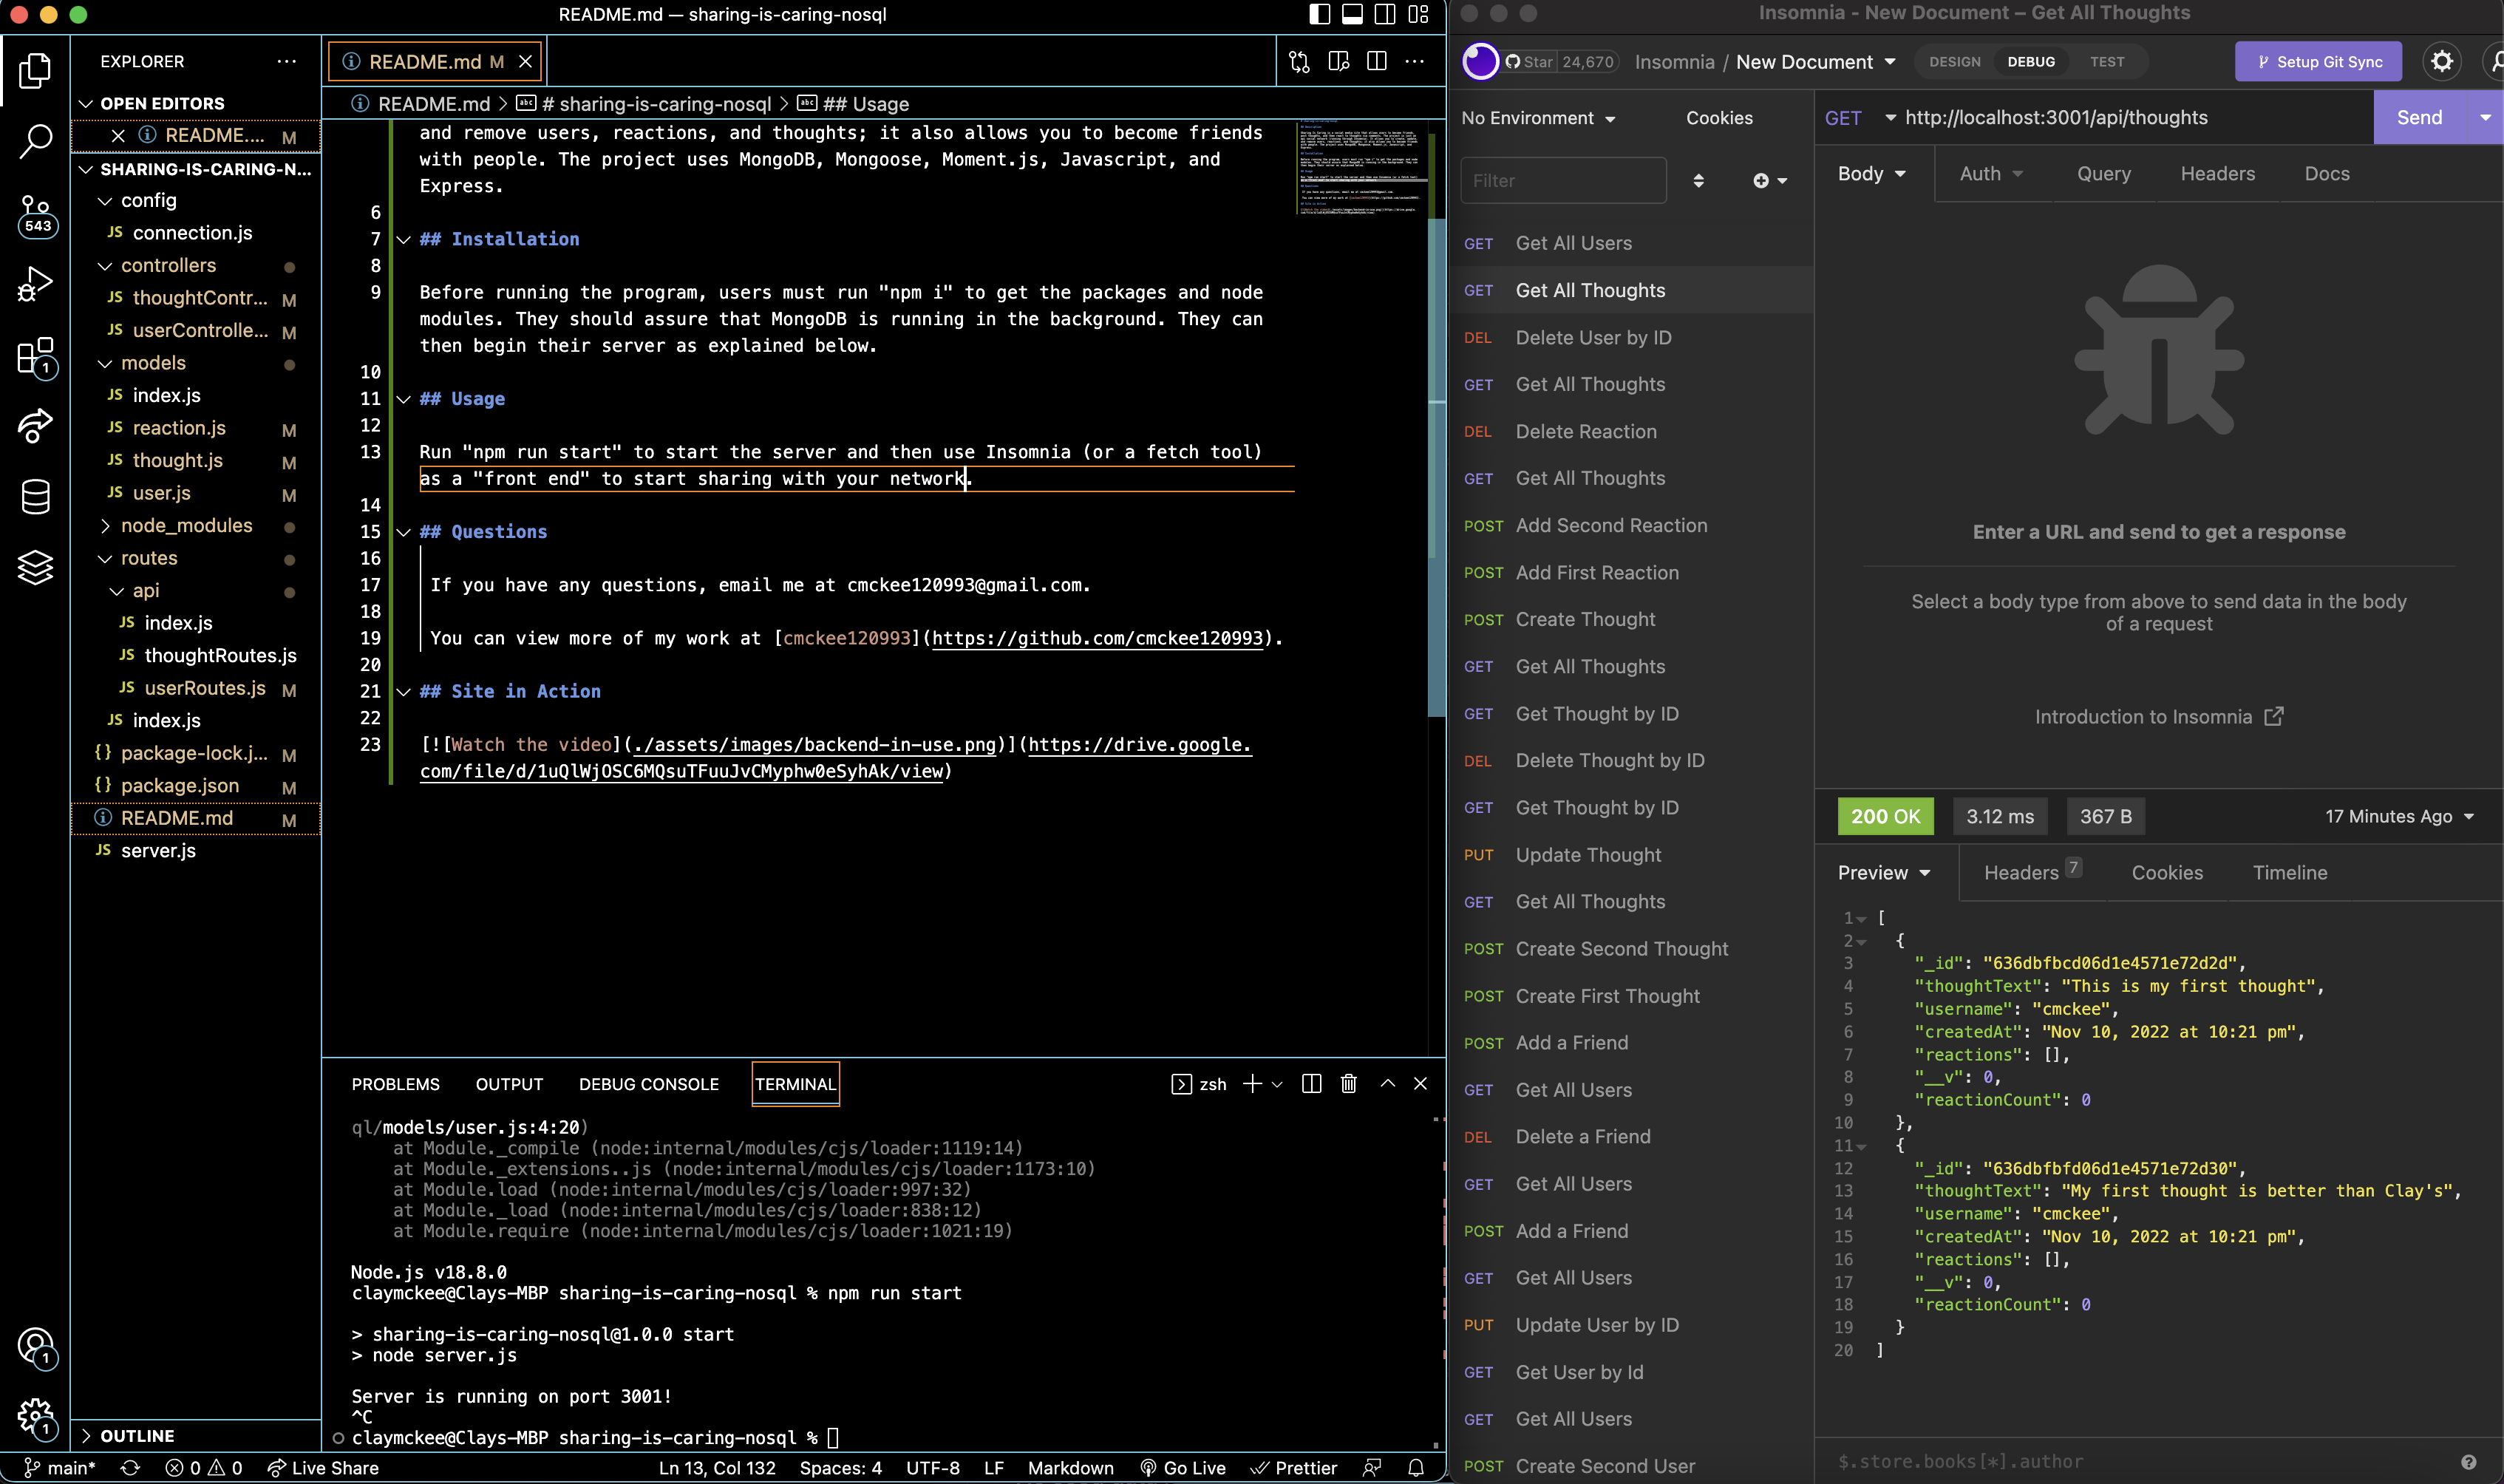 README.md — sharing-is-caring-nosql
EXPLORER
OPEN EDITORS
README.... M
SHARING-IS-CARING-N...
config
JS connection.js
controllers
JS thoughtContr... M
JS userControlle... M
models
JS index.js
JS reaction.js M
JS thought.js M
JS user.js M
node_modules
routes
api
JS index.js
JS thoughtRoutes.js
JS userRoutes.js M
JS index.js
{} package-lock.j... M
{} package.json M
README.md M
JS server.js
OUTLINE
543
1
1
1
README.md M
README.md > abc # sharing-is-caring-nosql > abc ## Usage
and remove users, reactions, and thoughts; it also allows you to become friends
with people. The project uses MongoDB, Mongoose, Moment.js, Javascript, and
Express.
6
7 ## Installation
8
9 Before running the program, users must run "npm i" to get the packages and node
modules. They should assure that MongoDB is running in the background. They can
then begin their server as explained below.
10
11 ## Usage
12
13 Run "npm run start" to start the server and then use Insomnia (or a fetch tool)
as a "front end" to start sharing with your network.
14
15 ## Questions
16
17 If you have any questions, email me at cmckee120993@gmail.com.
18
19 You can view more of my work at [cmckee120993](https://github.com/cmckee120993).
20
21 ## Site in Action
22
23 [![Watch the video](./assets/images/backend-in-use.png)](https://drive.google.
com/file/d/1uQlWjOSC6MQsuTFuuJvCMyphw0eSyhAk/view)
PROBLEMS OUTPUT DEBUG CONSOLE TERMINAL zsh
ql/models/user.js:4:20)
at Module._compile (node:internal/modules/cjs/loader:1119:14)
at Module._extensions..js (node:internal/modules/cjs/loader:1173:10)
at Module.load (node:internal/modules/cjs/loader:997:32)
at Module._load (node:internal/modules/cjs/loader:838:12)
at Module.require (node:internal/modules/cjs/loader:1021:19)
Node.js v18.8.0
claymckee@Clays-MBP sharing-is-caring-nosql % npm run start
> sharing-is-caring-nosql@1.0.0 start
> node server.js
Server is running on port 3001!
^C
claymckee@Clays-MBP sharing-is-caring-nosql %
main* 0 0 Live Share Ln 13, Col 132 Spaces: 4 UTF-8 LF Markdown Go Live Prettier
Insomnia - New Document – Get All Thoughts
Star 24,670 Insomnia / New Document DESIGN DEBUG TEST Setup Git Sync
No Environment Cookies
Filter
GET Get All Users
GET Get All Thoughts
DEL Delete User by ID
GET Get All Thoughts
DEL Delete Reaction
GET Get All Thoughts
POST Add Second Reaction
POST Add First Reaction
POST Create Thought
GET Get All Thoughts
GET Get Thought by ID
DEL Delete Thought by ID
GET Get Thought by ID
PUT Update Thought
GET Get All Thoughts
POST Create Second Thought
POST Create First Thought
POST Add a Friend
GET Get All Users
DEL Delete a Friend
GET Get All Users
POST Add a Friend
GET Get All Users
PUT Update User by ID
GET Get User by Id
GET Get All Users
POST Create Second User
GET http://localhost:3001/api/thoughts Send
Body Auth Query Headers Docs
Enter a URL and send to get a response
Select a body type from above to send data in the body
of a request
Introduction to Insomnia
200 OK 3.12 ms 367 B 17 Minutes Ago
Preview Headers 7 Cookies Timeline
1 [
2 {
3 "_id": "636dbfbcd06d1e4571e72d2d",
4 "thoughtText": "This is my first thought",
5 "username": "cmckee",
6 "createdAt": "Nov 10, 2022 at 10:21 pm",
7 "reactions": [],
8 "__v": 0,
9 "reactionCount": 0
10 },
11 {
12 "_id": "636dbfbfd06d1e4571e72d30",
13 "thoughtText": "My first thought is better than Clay's",
14 "username": "cmckee",
15 "createdAt": "Nov 10, 2022 at 10:21 pm",
16 "reactions": [],
17 "__v": 0,
18 "reactionCount": 0
19 }
20 ]
$.store.books[*].author